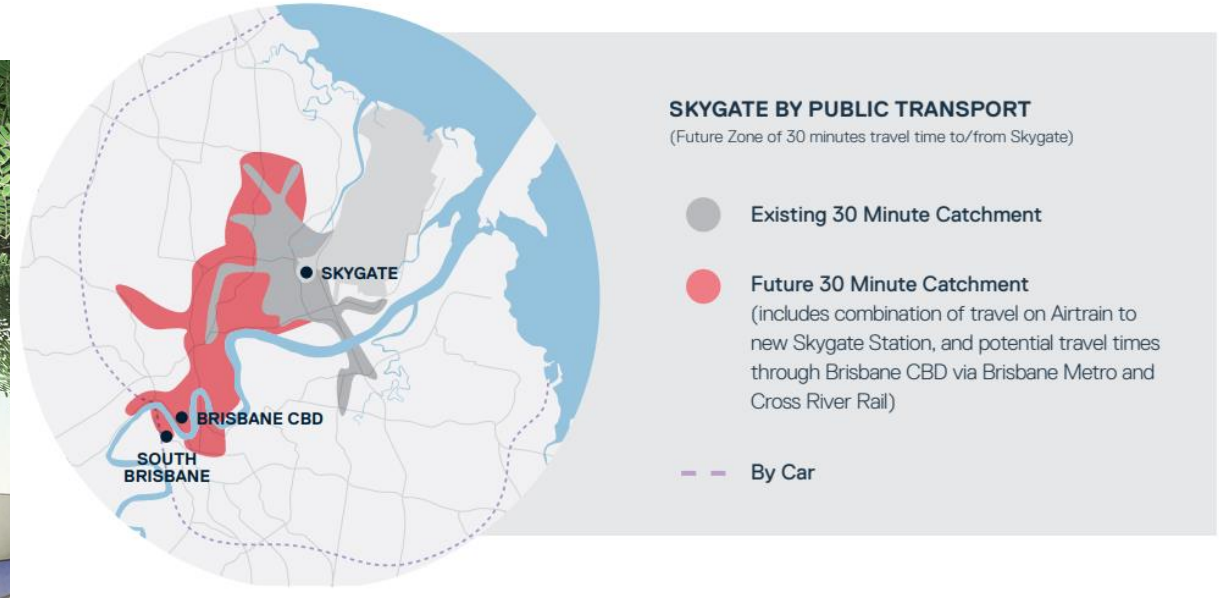 SKYGATE
BRISBANE CBD
SOUTH
BRISBANE
SKYGATE BY PUBLIC TRANSPORT
(Future Zone of 30 minutes travel time to/from Skygate)
Existing 30 Minute Catchment
Future 30 Minute Catchment
(includes combination of travel on Airtrain to
new Skygate Station, and potential travel times
through Brisbane CBD via Brisbane Metro and
Cross River Rail)
By Car